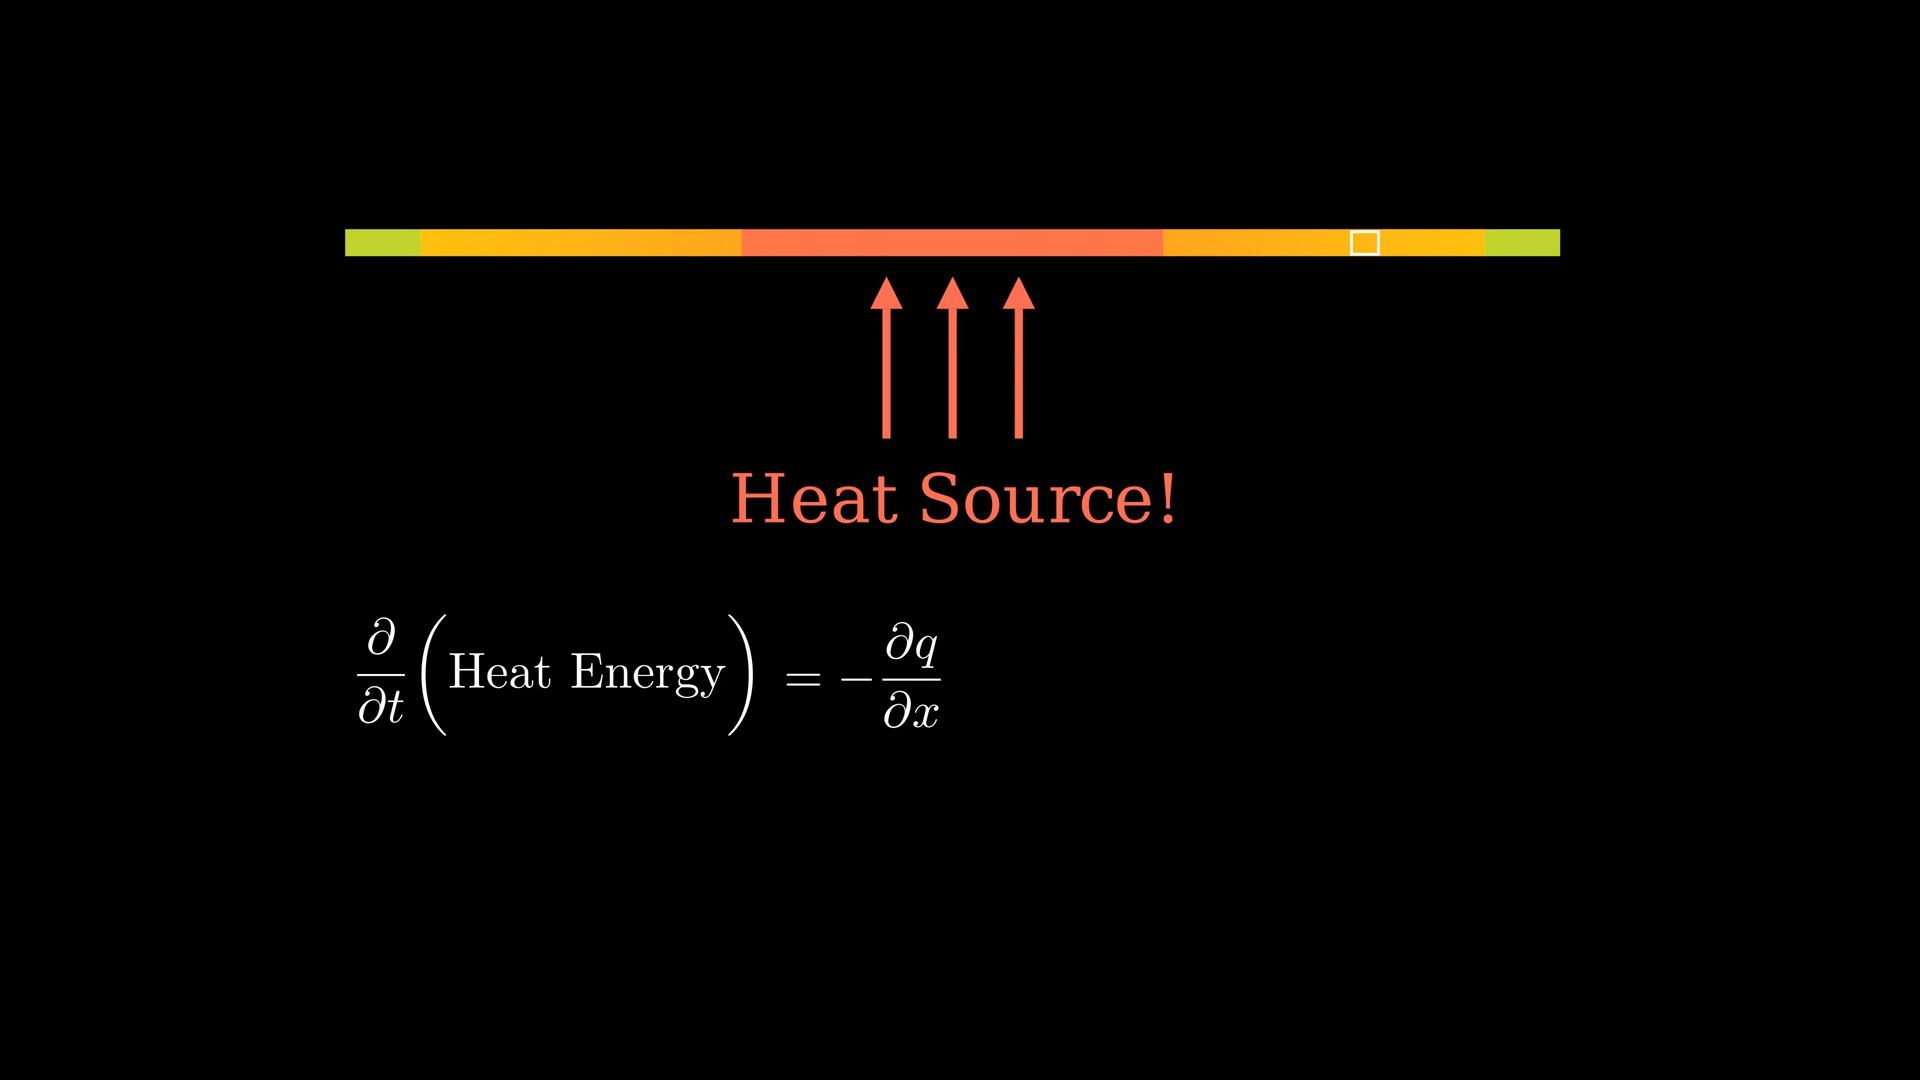 Heat Source!
∂/∂t (Heat Energy) = −∂q/∂x